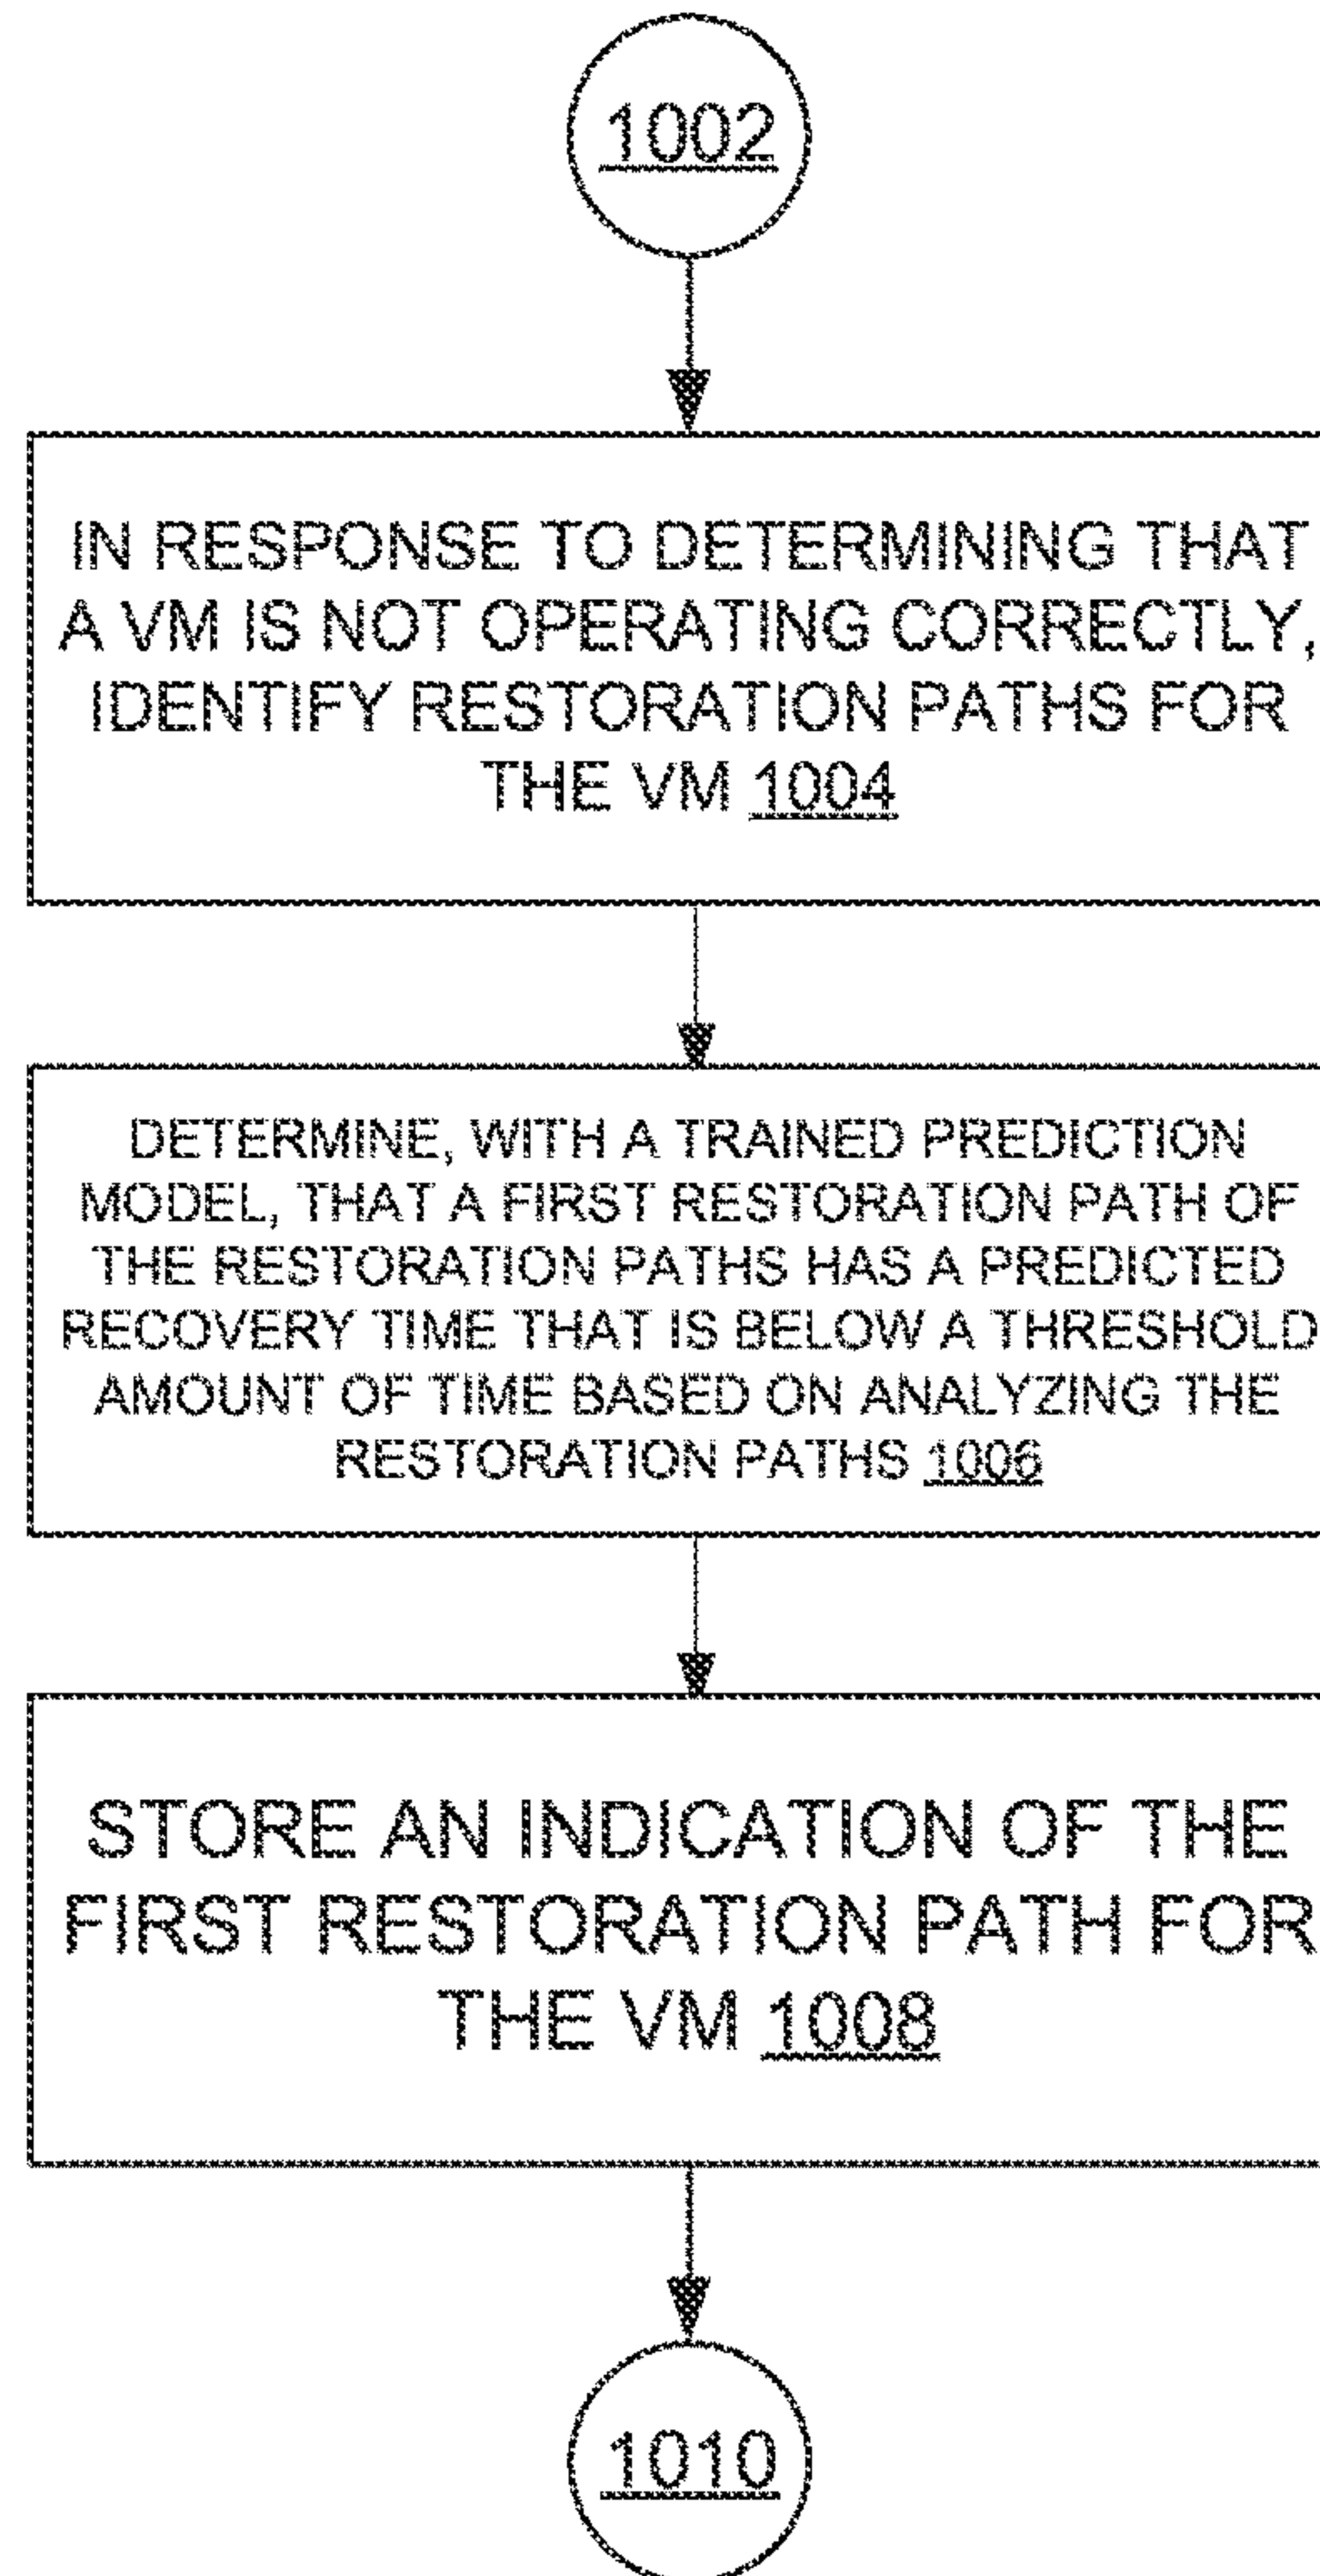 1002
IN RESPONSE TO DETERMINING THAT
A VM IS NOT OPERATING CORRECTLY,
IDENTIFY RESTORATION PATHS FOR
THE VM 1004
DETERMINE, WITH A TRAINED PREDICTION
MODEL, THAT A FIRST RESTORATION PATH OF
THE RESTORATION PATHS HAS A PREDICTED
RECOVERY TIME THAT IS BELOW A THRESHOLD
AMOUNT OF TIME BASED ON ANALYZING THE
RESTORATION PATHS 1006
STORE AN INDICATION OF THE
FIRST RESTORATION PATH FOR
THE VM 1008
1010